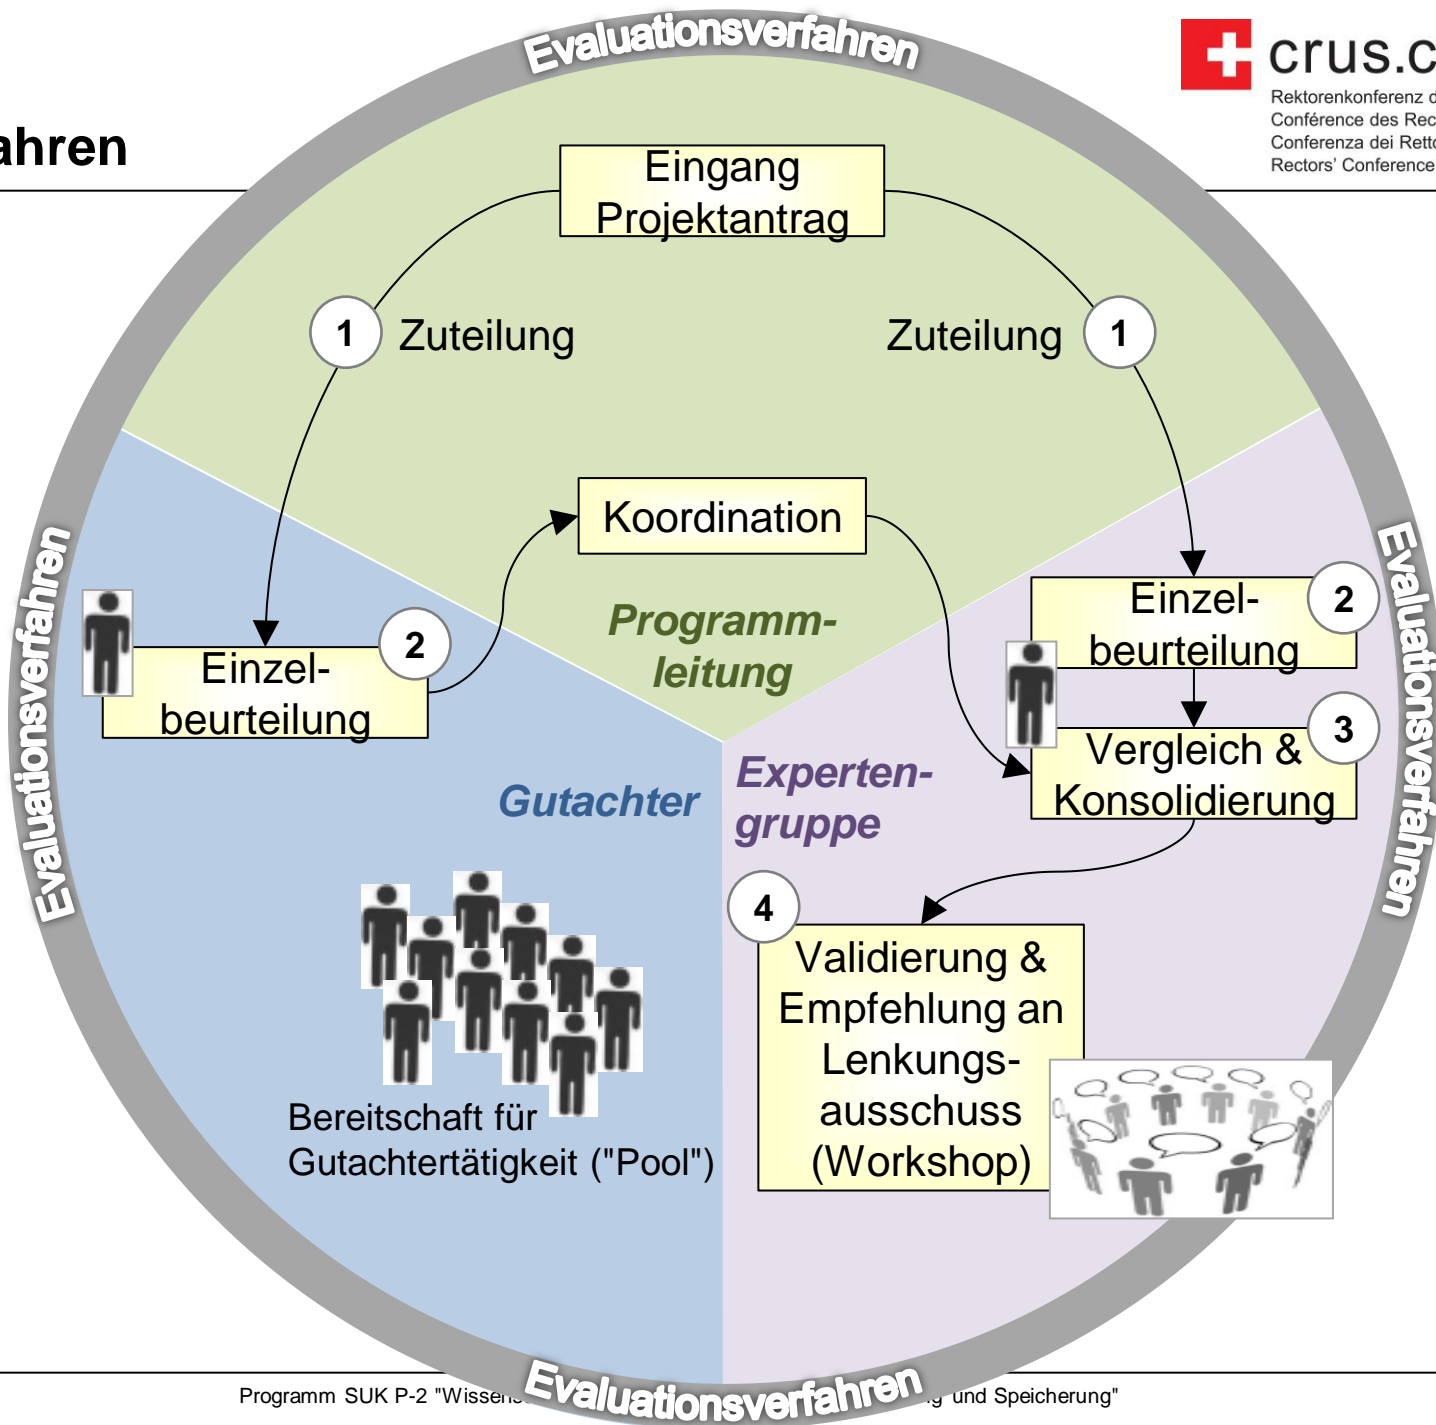 Evaluationsverfahren
crus.c
Rektorenkonferenz d
Conférence des Rec
Conferenza dei Retto
Rectors' Conference
ahren
Eingang
Projektantrag
1
Zuteilung
Zuteilung
1
Koordination
Programm-
leitung
Evaluationsverfahren
2
Einzel-
beurteilung
Einzel-
beurteilung
2
Evaluationsverfahren
3
Vergleich &
Konsolidierung
Gutachter
Experten-
gruppe
4
Validierung &
Empfehlung an
Lenkungs-
ausschuss
(Workshop)
Bereitschaft für
Gutachtertätigkeit ("Pool")
Evaluationsverfahren
Programm SUK P-2 "Wissens g und Speicherung"